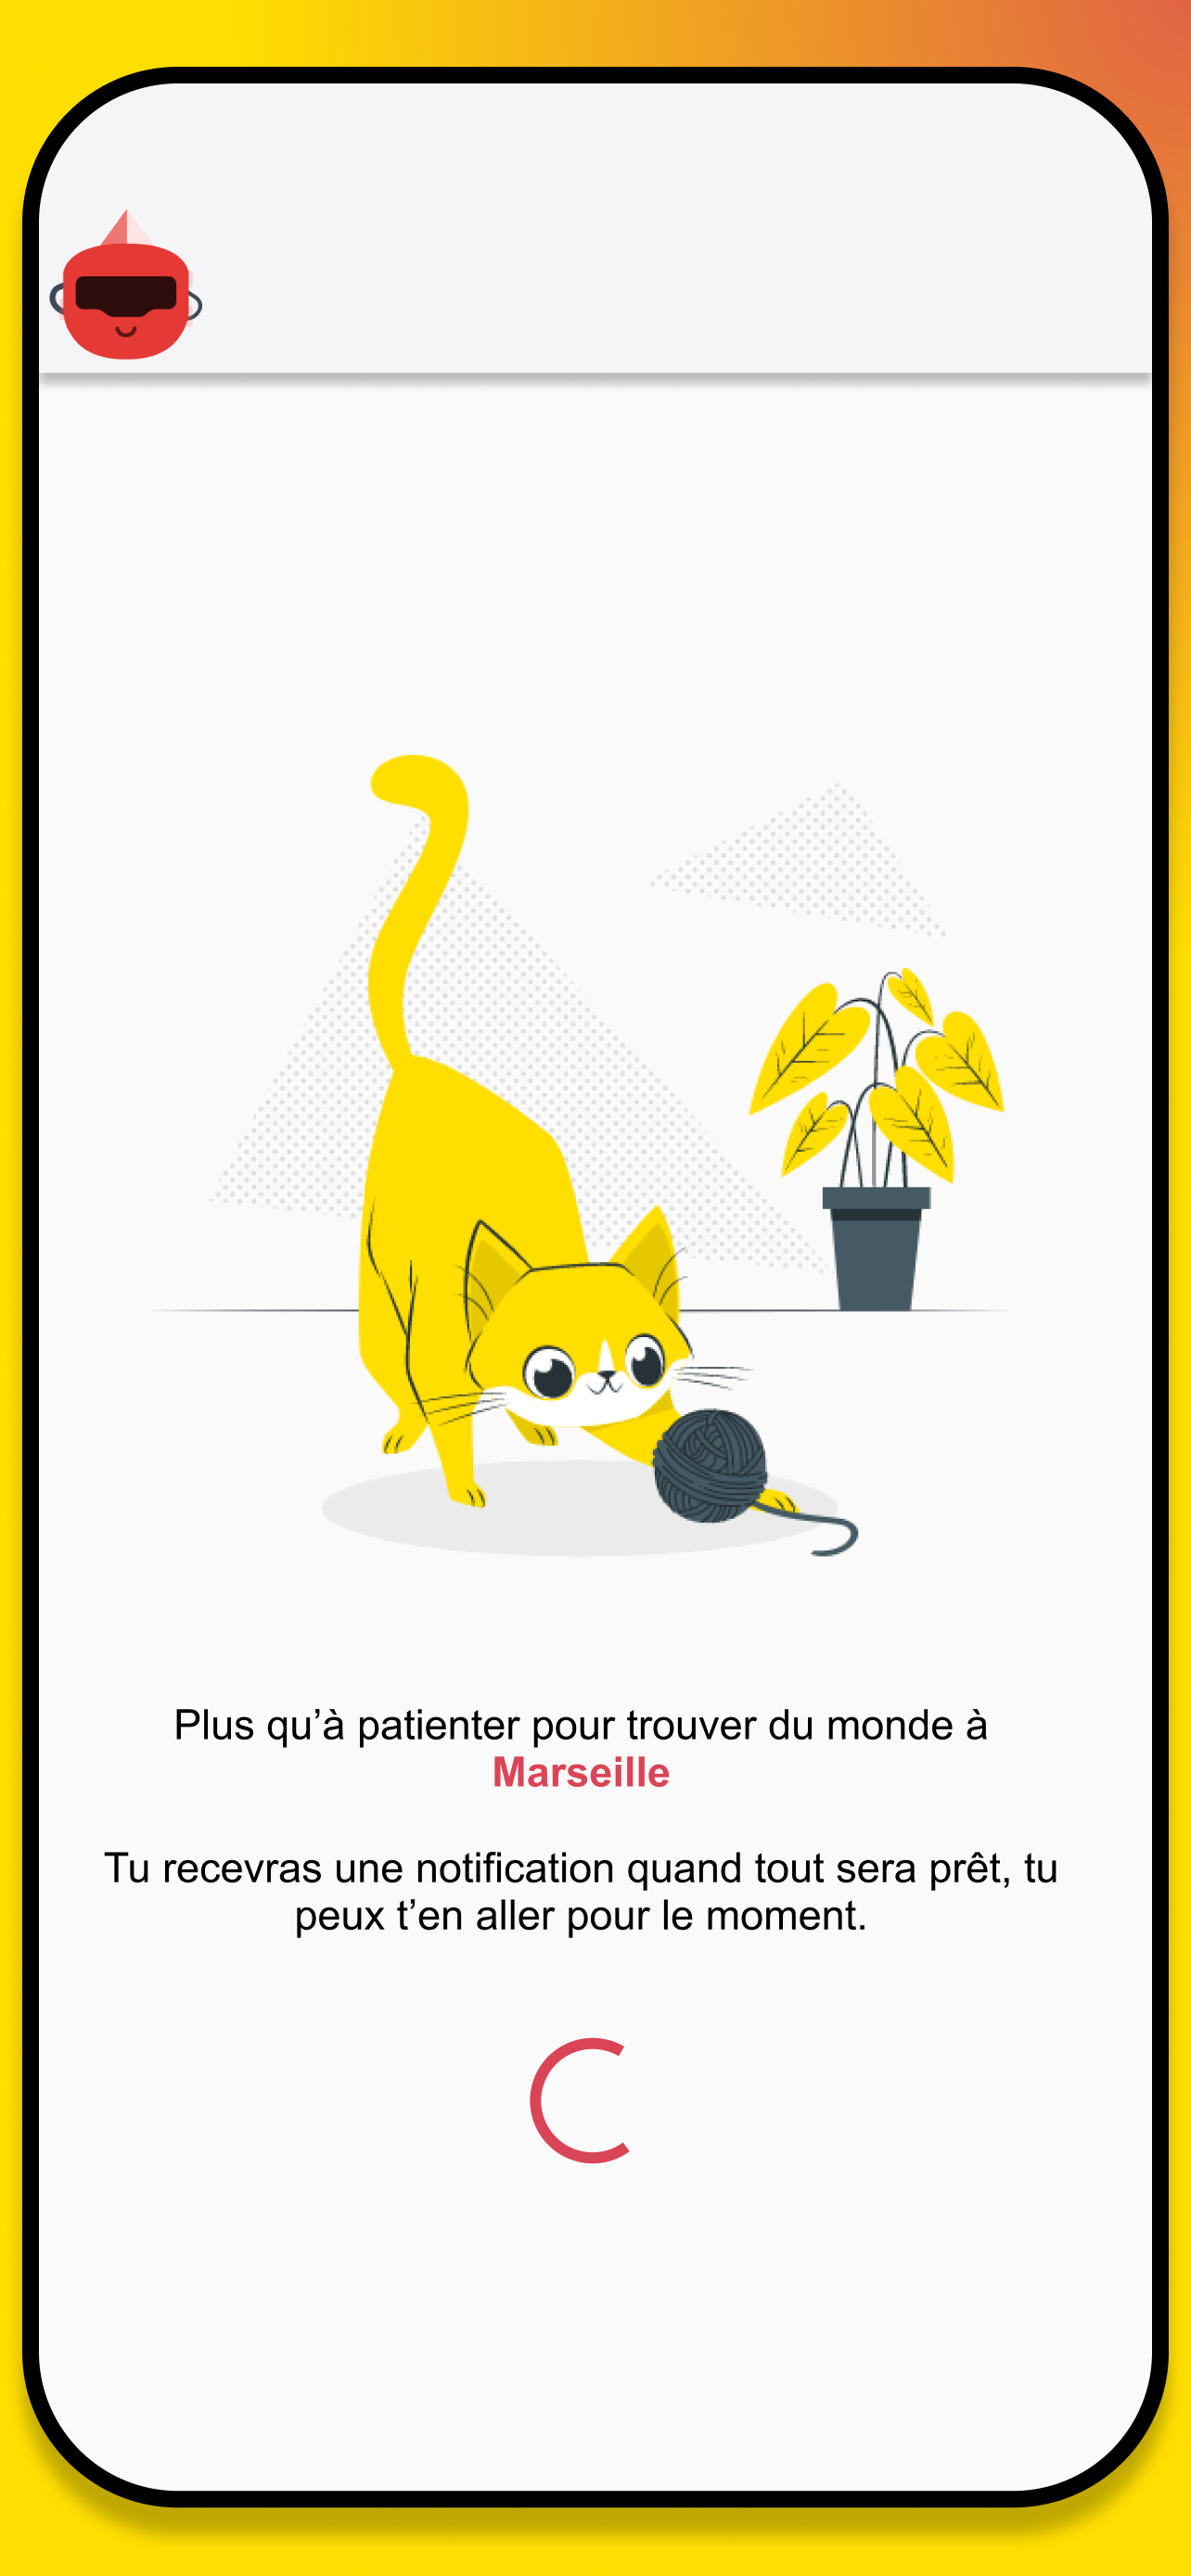 Plus qu’à patienter pour trouver du monde à
Marseille
Tu recevras une notification quand tout sera prêt, tu
peux t’en aller pour le moment.